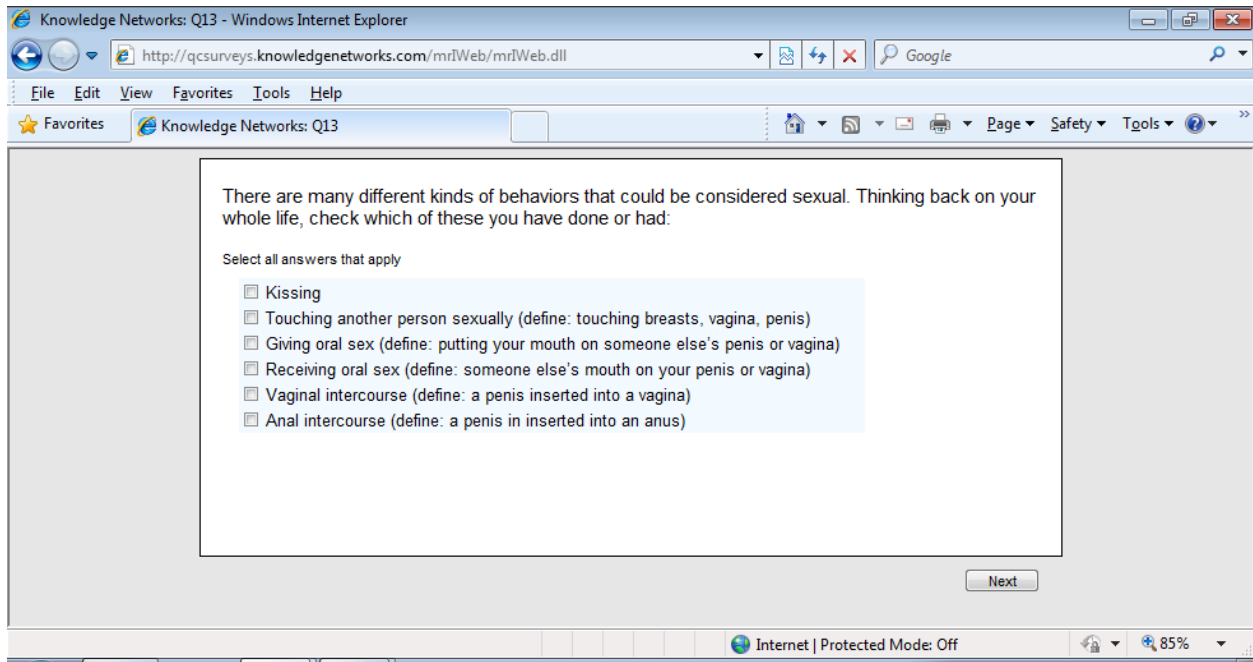 Knowledge Networks: Q13 - Windows Internet Explorer
http://qcsurveys.knowledgenetworks.com/mrIWeb/mrIWeb.dll
Google
File Edit View Favorites Tools Help
Favorites Knowledge Networks: Q13 Page Safety Tools
There are many different kinds of behaviors that could be considered sexual. Thinking back on your
whole life, check which of these you have done or had:
Select all answers that apply
Kissing
Touching another person sexually (define: touching breasts, vagina, penis)
Giving oral sex (define: putting your mouth on someone else's penis or vagina)
Receiving oral sex (define: someone else's mouth on your penis or vagina)
Vaginal intercourse (define: a penis inserted into a vagina)
Anal intercourse (define: a penis in inserted into an anus)
Next
Internet | Protected Mode: Off 85%